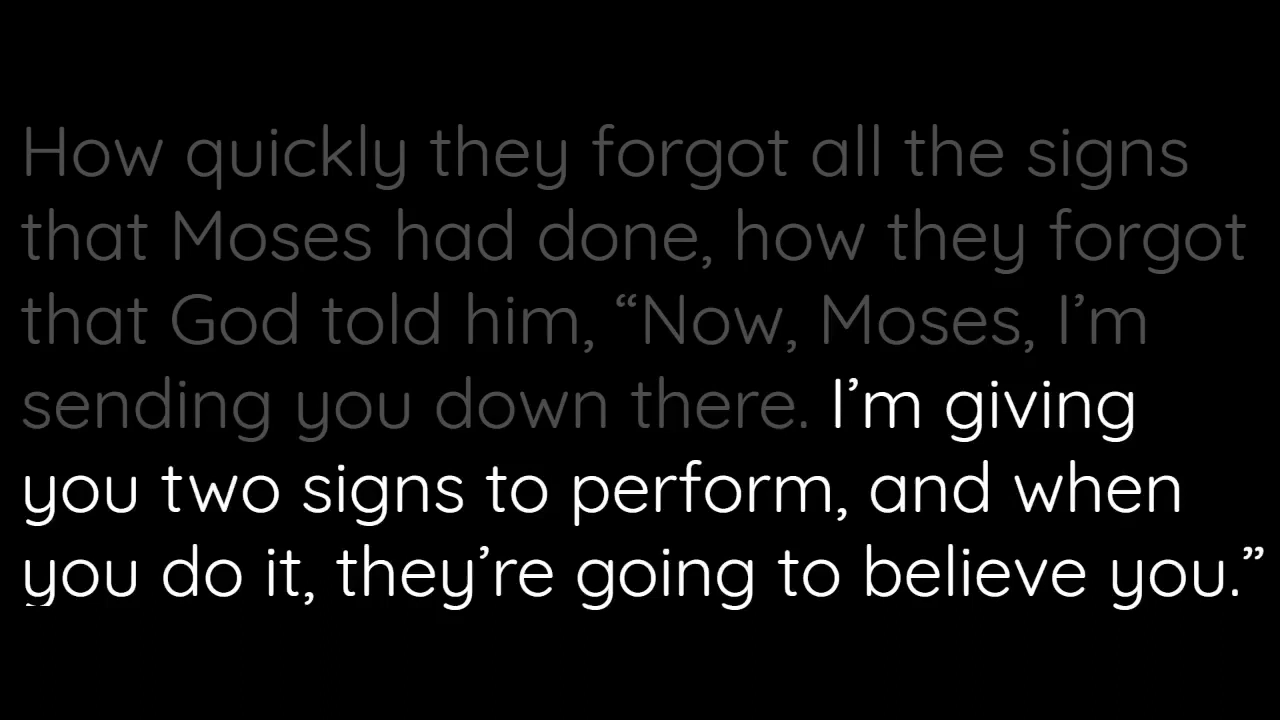 How quickly they forgot all the signs
that Moses had done, how they forgot
that God told him, “Now, Moses, I’m
sending you down there. I’m giving
you two signs to perform, and when
you do it, they’re going to believe you.”